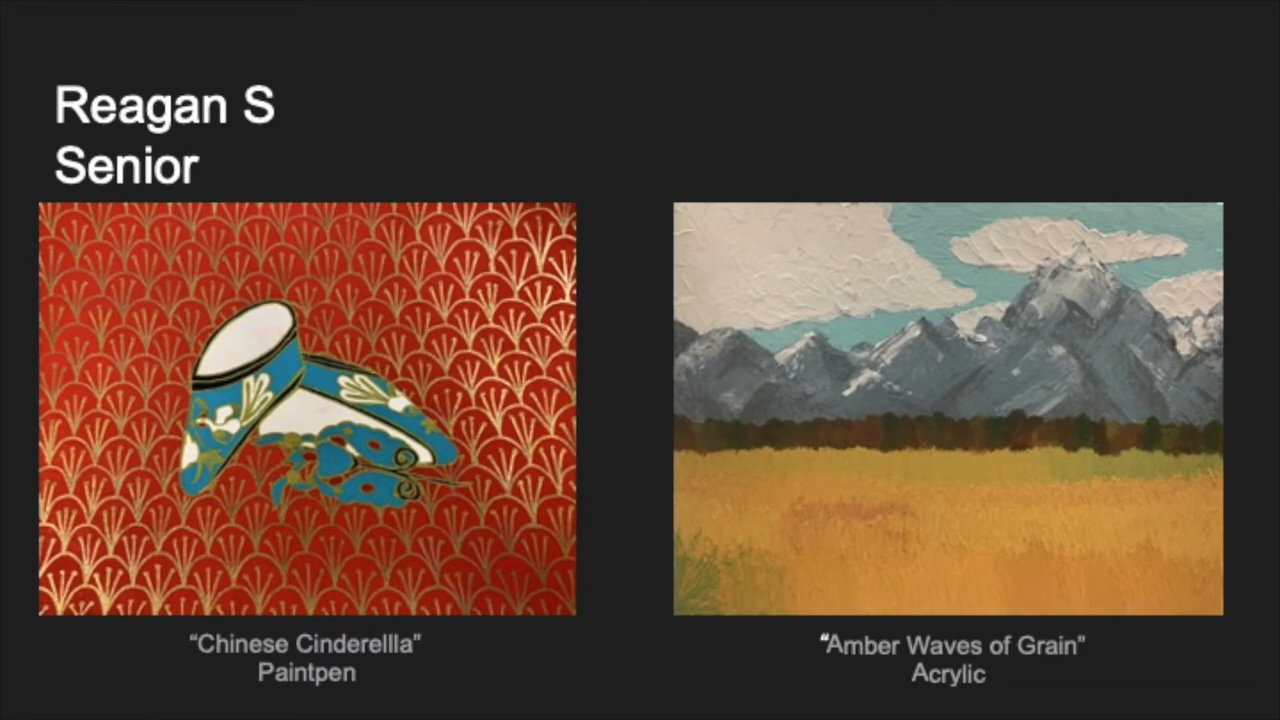 Reagan S
Senior
“Chinese Cinderellla”
Paintpen
“Amber Waves of Grain”
Acrylic